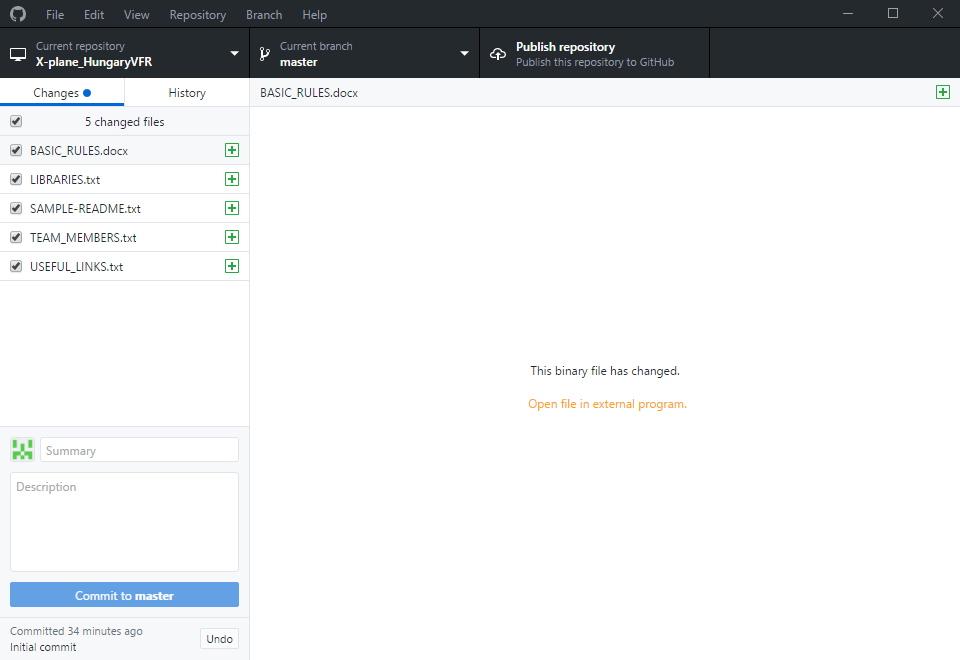 File Edit View Repository Branch Help
Current repository
X-plane_HungaryVFR
Current branch
master
Publish repository
Publish this repository to GitHub
Changes History
BASIC_RULES.docx
5 changed files
BASIC_RULES.docx
LIBRARIES.txt
SAMPLE-README.txt
TEAM_MEMBERS.txt
USEFUL_LINKS.txt
This binary file has changed.
Open file in external program.
Summary
Description
Commit to master
Committed 34 minutes ago
Initial commit
Undo